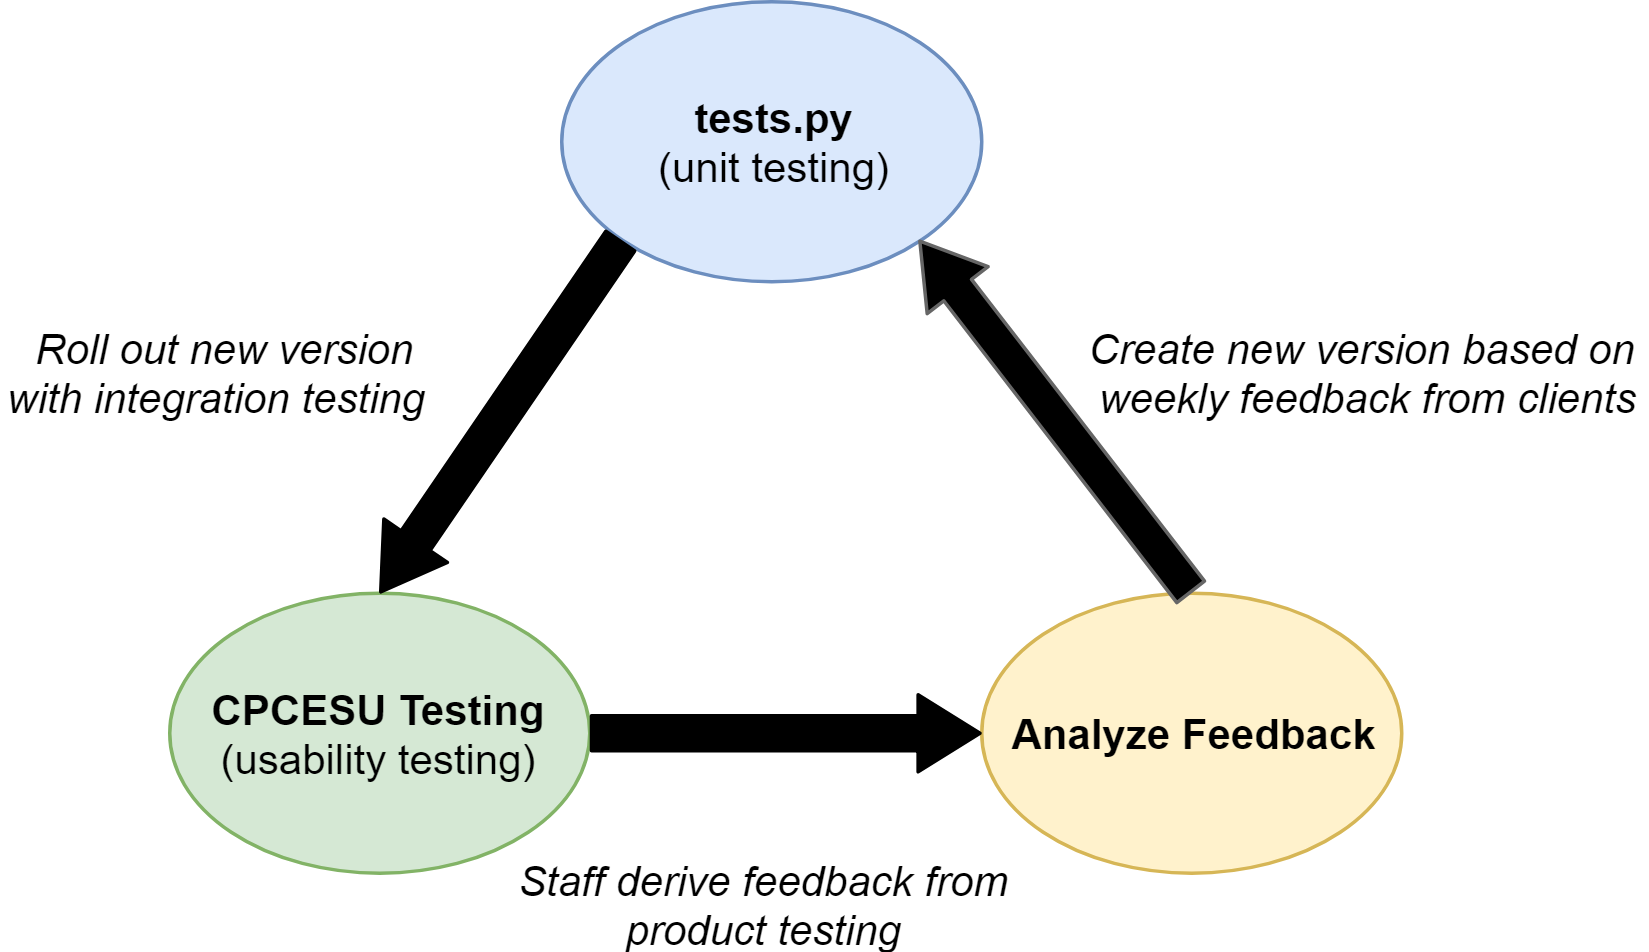 tests.py
(unit testing)
Roll out new version
with integration testing
Create new version based on
weekly feedback from clients
CPCESU Testing
(usability testing)
Analyze Feedback
Staff derive feedback from
product testing